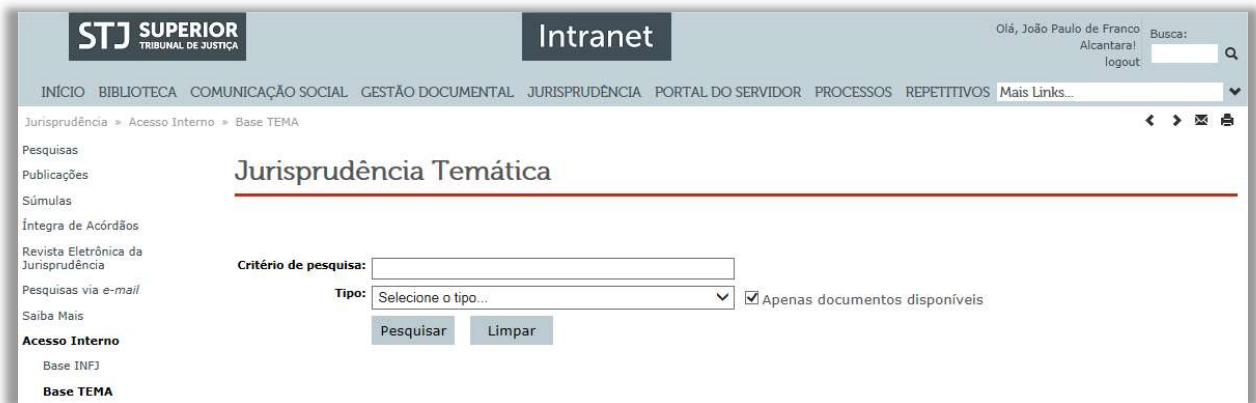 STJ SUPERIOR
TRIBUNAL DE JUSTIÇA
Intranet
Olá, João Paulo de Franco
Alcantara!
logout
Busca:
INÍCIO BIBLIOTECA COMUNICAÇÃO SOCIAL GESTÃO DOCUMENTAL JURISPRUDÊNCIA PORTAL DO SERVIDOR PROCESSOS REPETITIVOS Mais Links...
Jurisprudência » Acesso Interno » Base TEMA
Pesquisas
Publicações
Súmulas
Íntegra de Acórdãos
Revista Eletrônica da
Jurisprudência
Pesquisas via e-mail
Saiba Mais
Acesso Interno
Base INFJ
Base TEMA
Jurisprudência Temática
Critério de pesquisa:
Tipo: Selecione o tipo... Apenas documentos disponíveis
Pesquisar Limpar